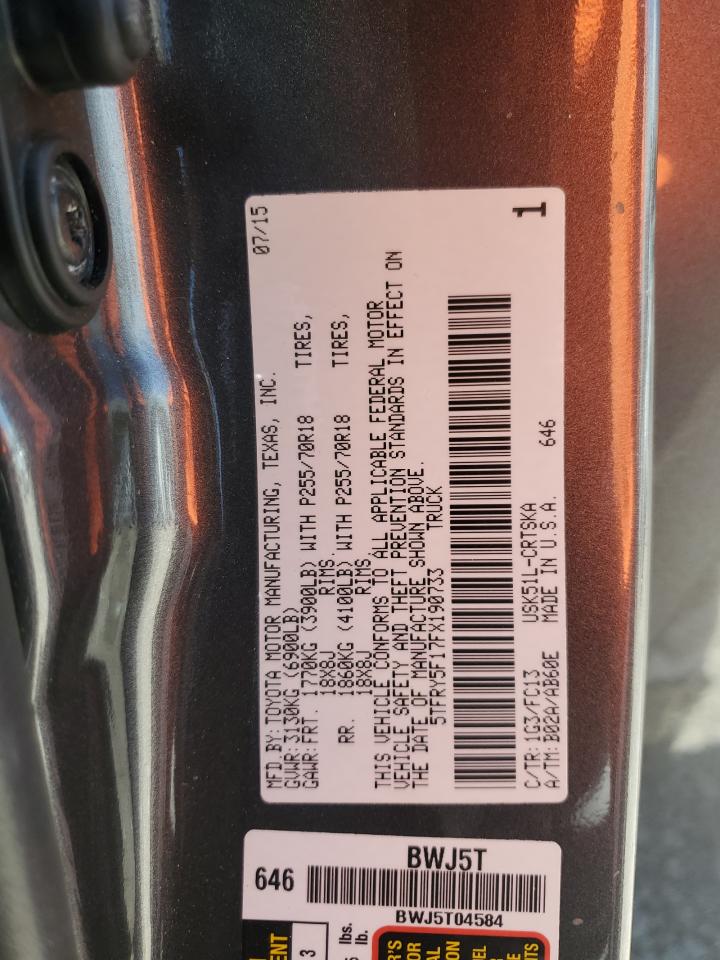 MFD. BY: TOYOTA MOTOR MANUFACTURING, TEXAS, INC. 07/15
GVWR: 3130KG (6900LB)
GAWR: FRT. 1770KG (3900LB) WITH P255/70R18 TIRES,
18X8J RIMS.
RR. 1860KG (4100LB) WITH P255/70R18 TIRES,
18X8J RIMS
THIS VEHICLE CONFORMS TO ALL APPLICABLE FEDERAL MOTOR
VEHICLE SAFETY AND THEFT PREVENTION STANDARDS IN EFFECT ON
THE DATE OF MANUFACTURE SHOWN ABOVE.
5TFRY5F17FX190733 TRUCK
C/TR: 1G3/FC13 USK51L-CRTSKA
A/TM: B02A/AB60E MADE IN U.S.A. 646
1
BWJ5T
646
BWJ5T04584
3
lbs.
lb.